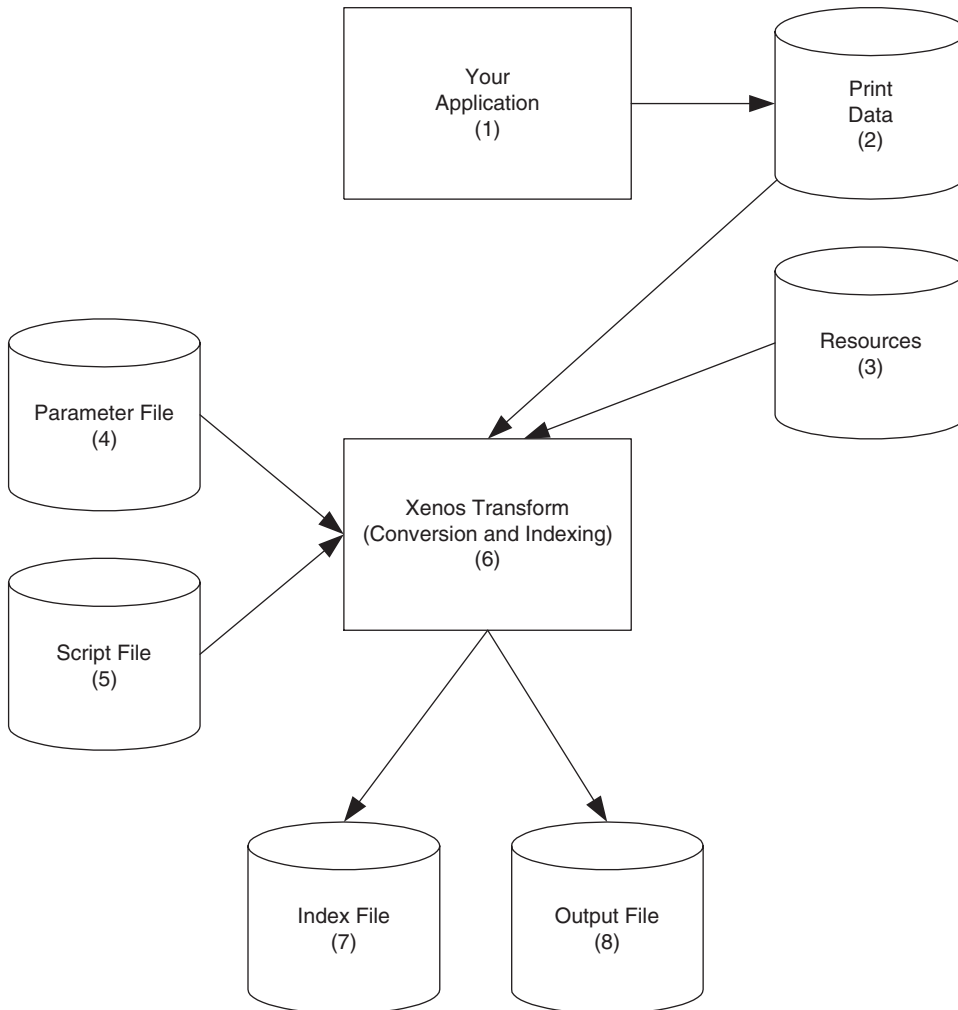 Your
Application
(1)
Print
Data
(2)
Resources
(3)
Parameter File
(4)
Xenos Transform
(Conversion and Indexing)
(6)
Script File
(5)
Index File
(7)
Output File
(8)